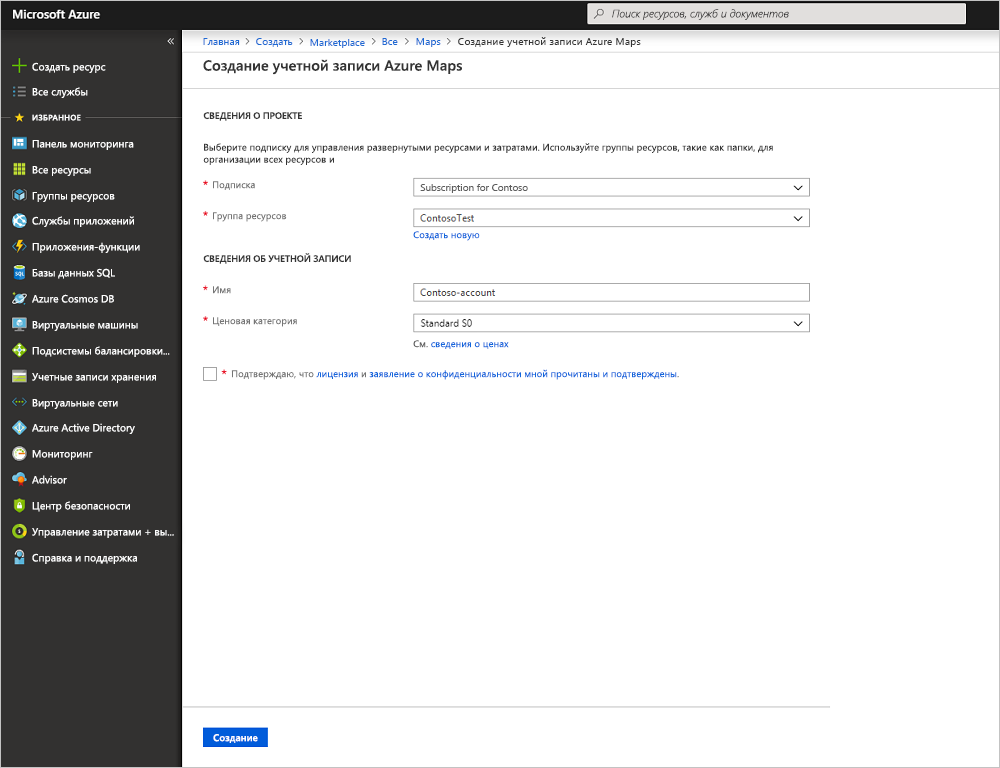 Microsoft Azure
Поиск ресурсов, служб и документов
«
Создать ресурс
Все службы
ИЗБРАННОЕ
Панель мониторинга
Все ресурсы
Группы ресурсов
Службы приложений
Приложения-функции
Базы данных SQL
Azure Cosmos DB
Виртуальные машины
Подсистемы балансировки...
Учетные записи хранения
Виртуальные сети
Azure Active Directory
Мониторинг
Advisor
Центр безопасности
Управление затратами + вы...
Справка и поддержка
Главная > Создать > Marketplace > Все > Maps > Создание учетной записи Azure Maps
Создание учетной записи Azure Maps
СВЕДЕНИЯ О ПРОЕКТЕ
Выберите подписку для управления развернутыми ресурсами и затратами. Используйте группы ресурсов, такие как папки, для
организации всех ресурсов и
* Подписка
Subscription for Contoso
* Группа ресурсов
ContosoTest
Создать новую
СВЕДЕНИЯ ОБ УЧЕТНОЙ ЗАПИСИ
* Имя
Contoso-account
* Ценовая категория
Standard S0
См. сведения о ценах
* Подтверждаю, что лицензия и заявление о конфиденциальности мной прочитаны и подтверждены.
Создание